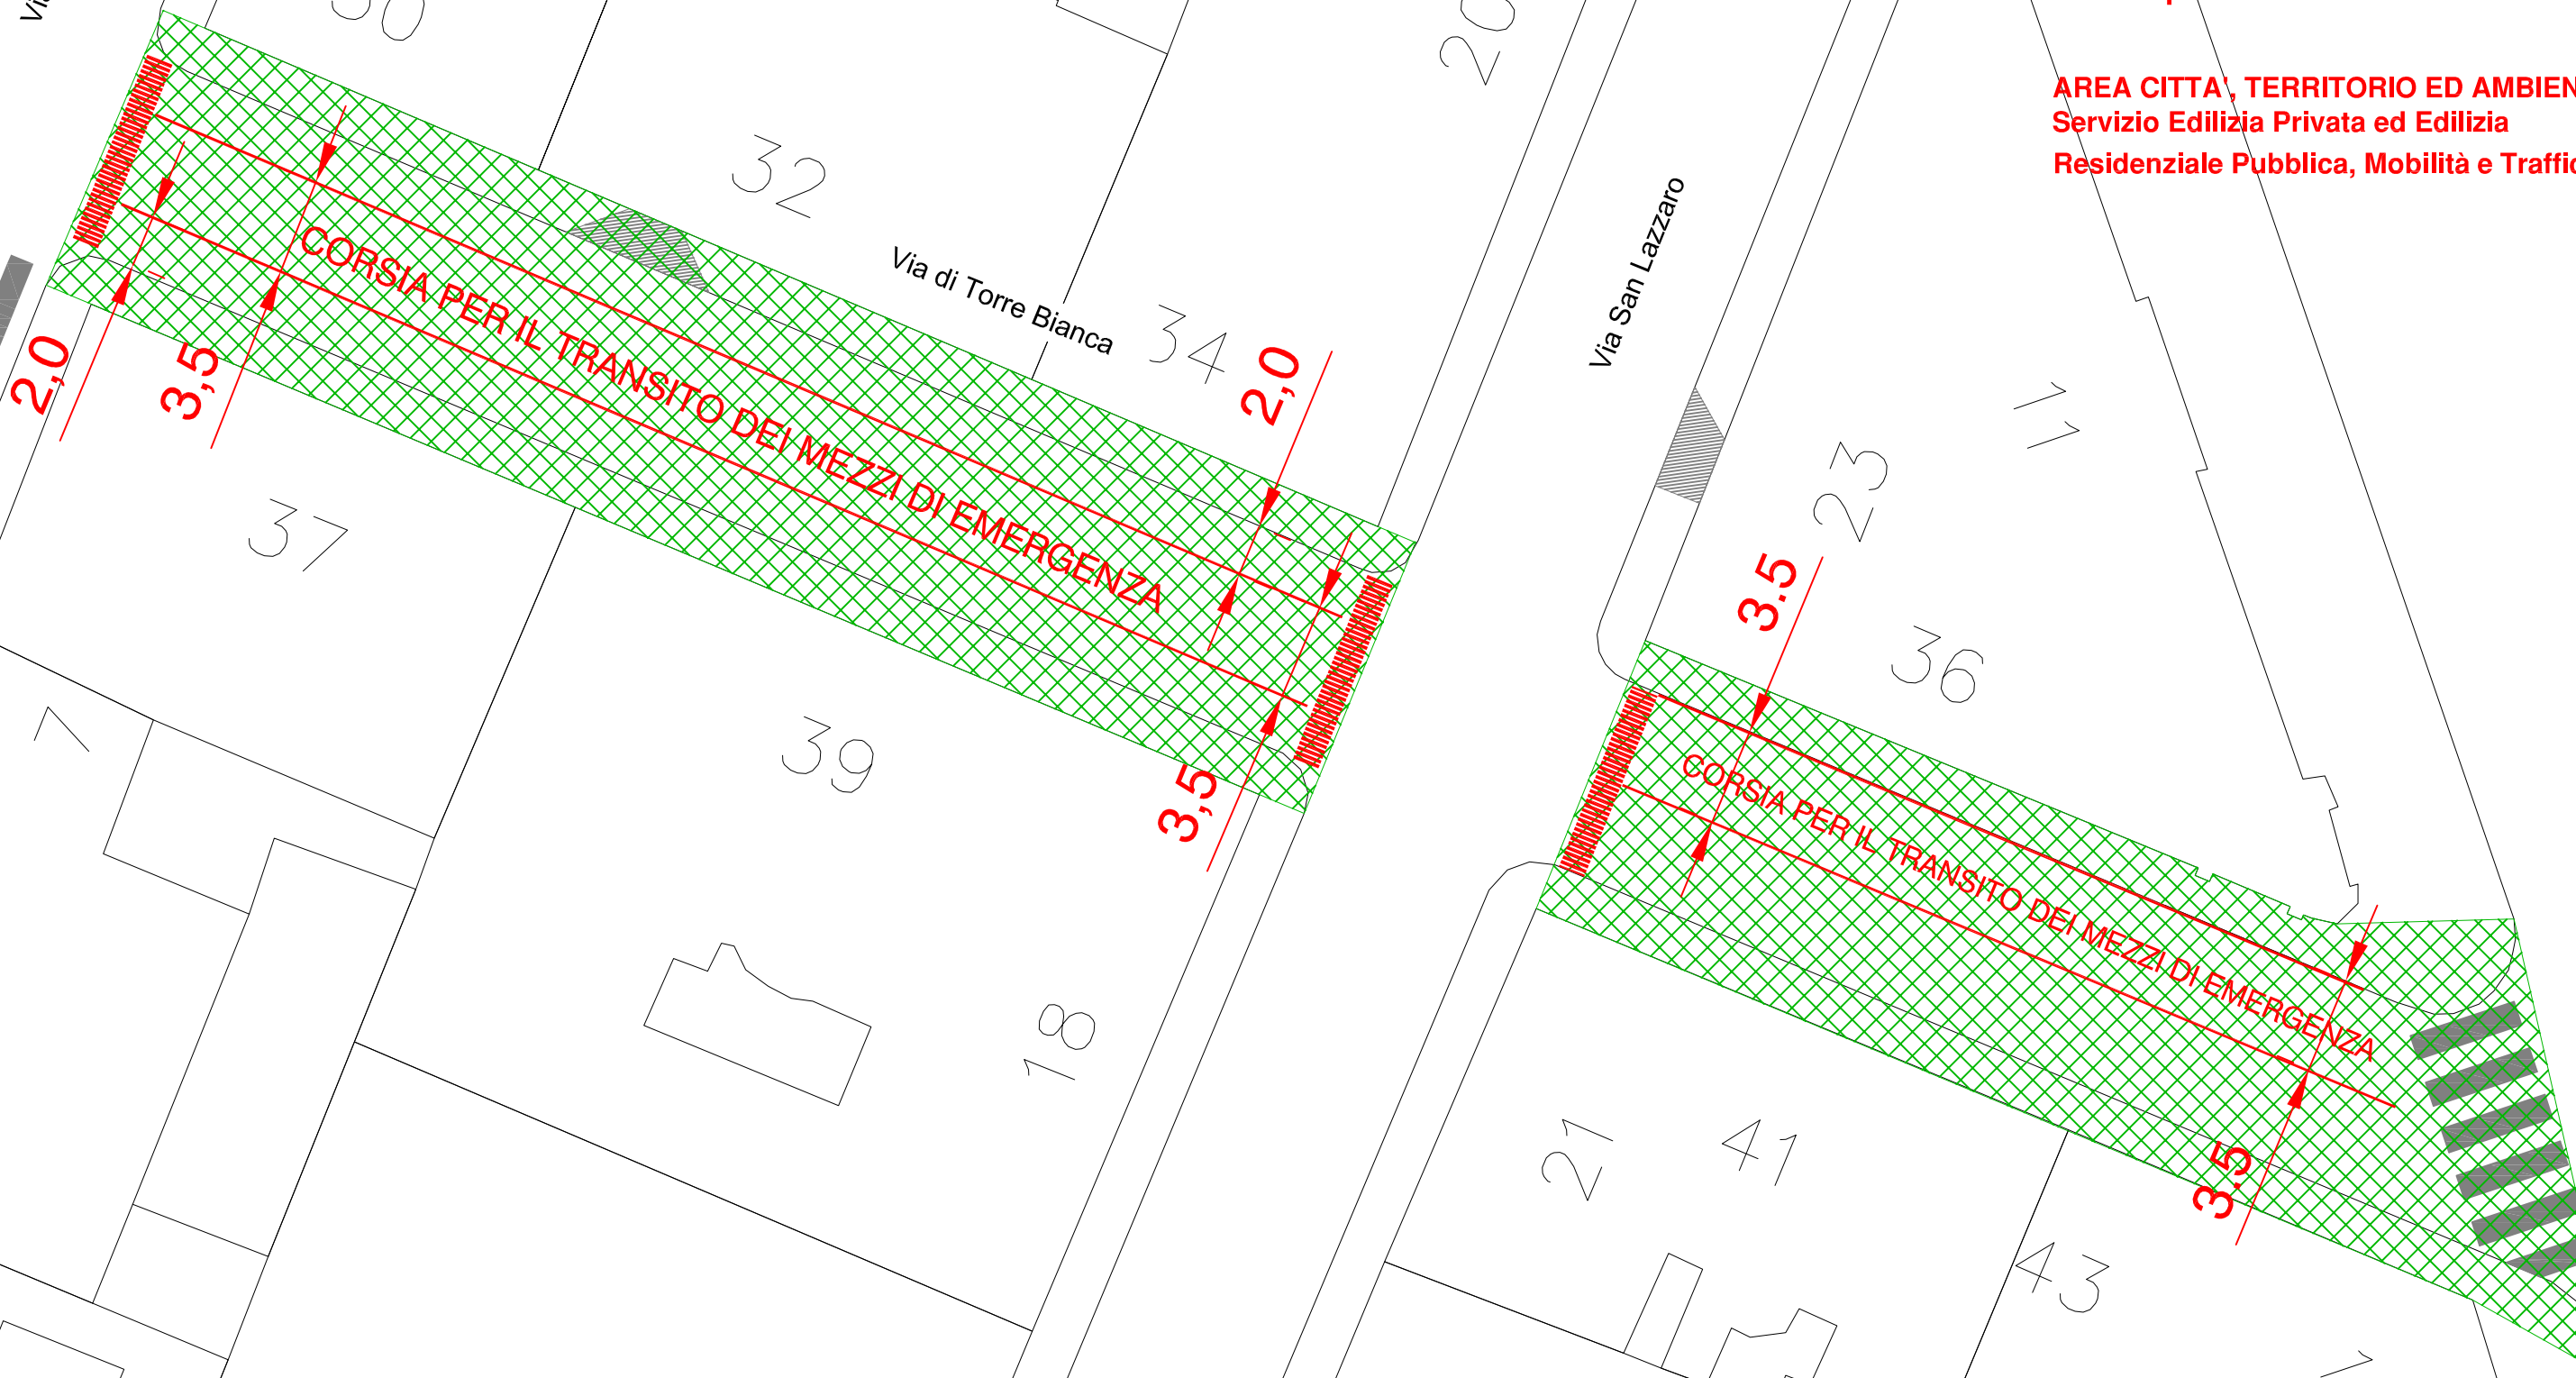 AREA CITTA', TERRITORIO ED AMBIEN
Servizio Edilizia Privata ed Edilizia
Residenziale Pubblica, Mobilità e Traffic
20
32
Via di Torre Bianca
34
Via San Lazzaro
11
23
CORSIA PER IL TRANSITO DEI MEZZI DI EMERGENZA
2,0
3,5
2,0
3,5
37
39
7
18
3.5
36
CORSIA PER IL TRANSITO DEI MEZZI DI EMERGENZA
3.5
21
41
43